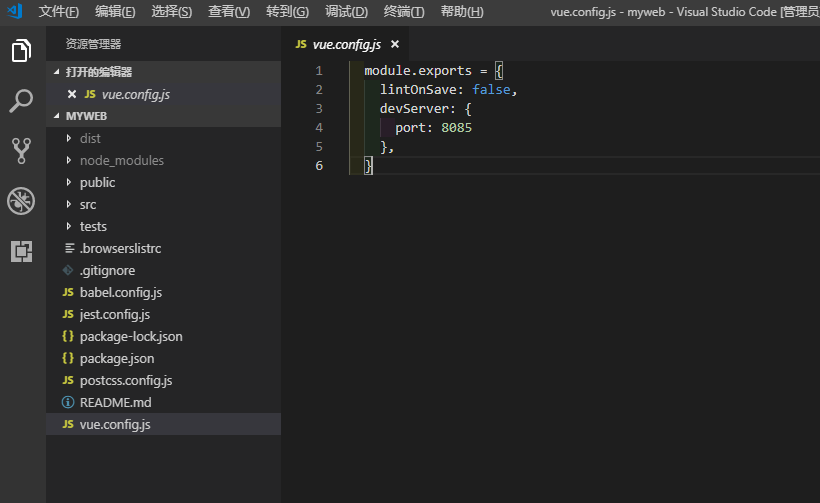 文件(F) 编辑(E) 选择(S) 查看(V) 转到(G) 调试(D) 终端(T) 帮助(H) vue.config.js - myweb - Visual Studio Code [管理员
资源管理器
打开的编辑器
JS vue.config.js
MYWEB
dist
node_modules
public
src
tests
.browserslistrc
.gitignore
JS babel.config.js
JS jest.config.js
{ } package-lock.json
{ } package.json
JS postcss.config.js
README.md
JS vue.config.js
JS vue.config.js ×
1 module.exports = {
2 lintOnSave: false,
3 devServer: {
4 port: 8085
5 },
6 }